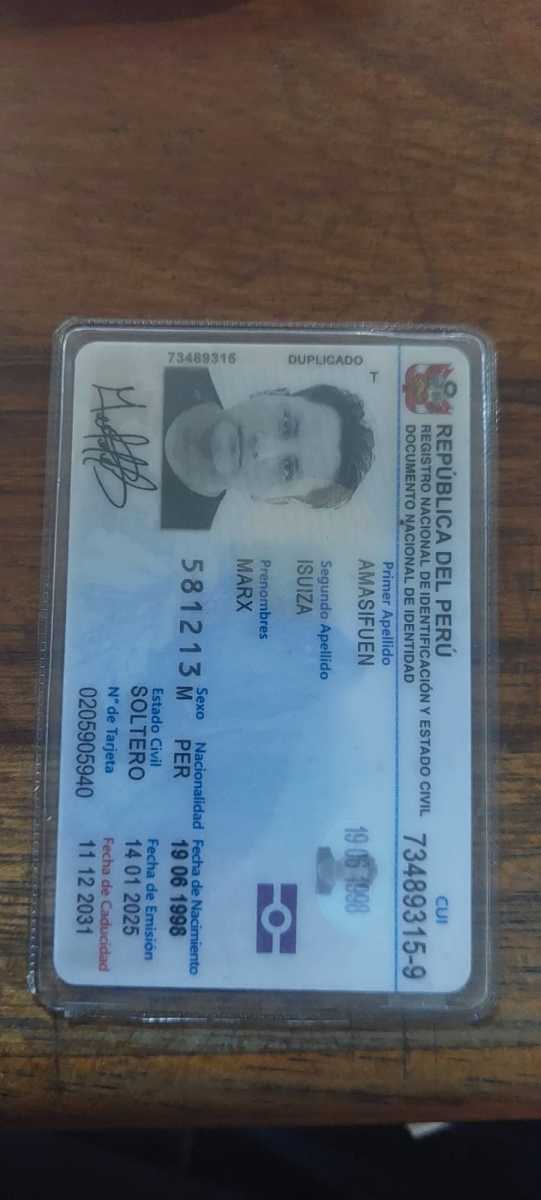 REPÚBLICA DEL PERÚ
REGISTRO NACIONAL DE IDENTIFICACIÓN Y ESTADO CIVIL
DOCUMENTO NACIONAL DE IDENTIDAD
CUI
73489315-9
T
DUPLICADO
73489315
Primer Apellido
AMASIFUEN
Segundo Apellido
ISUIZA
Prenombres
MARX
19 06 1998
581213
Sexo Nacionalidad Fecha de Nacimiento
M PER 19 06 1998
Estado Civil Fecha de Emisión
SOLTERO 14 01 2025
N° de Tarjeta Fecha de Caducidad
0205905940 11 12 2031